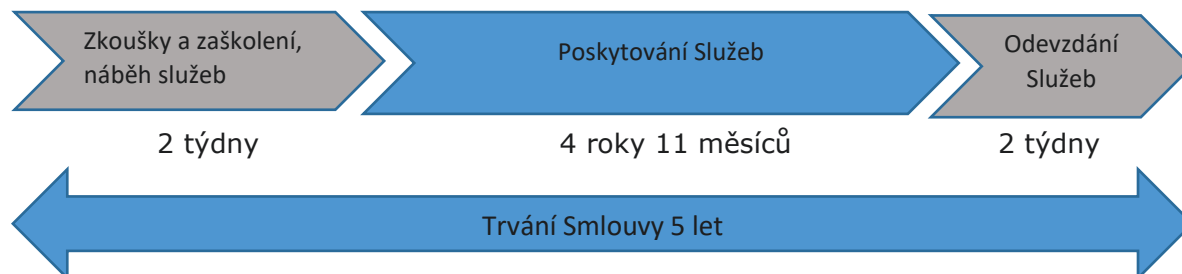 Zkoušky a zaškolení,
náběh služeb
Poskytování Služeb
Odevzdání
Služeb
2 týdny
4 roky 11 měsíců
2 týdny
Trvání Smlouvy 5 let